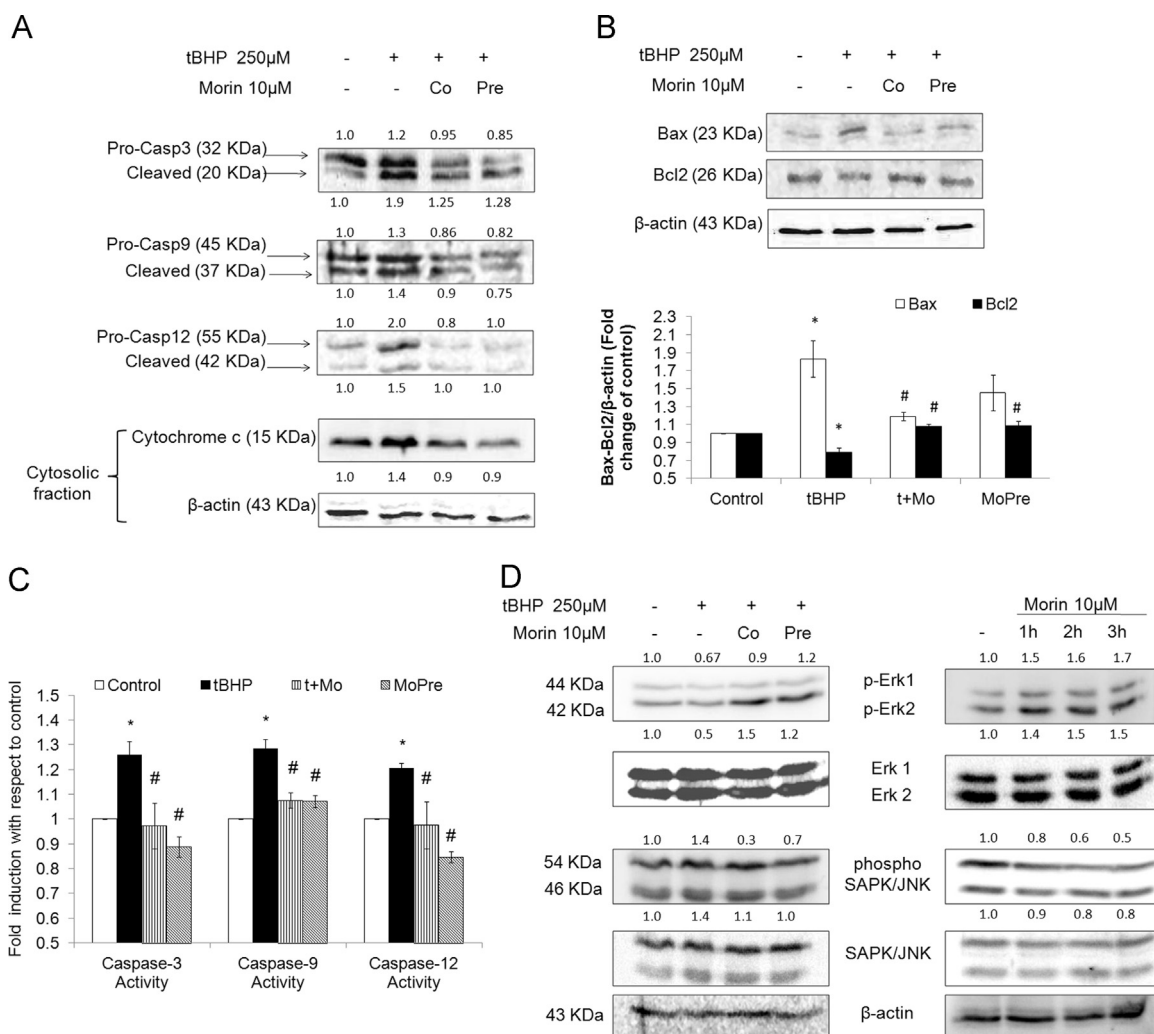 A
tBHP 250µM - + + +
Morin 10µM - - Co Pre
1.0 1.2 0.95 0.85
Pro-Casp3 (32 KDa)
Cleaved (20 KDa)
1.0 1.9 1.25 1.28
1.0 1.3 0.86 0.82
Pro-Casp9 (45 KDa)
Cleaved (37 KDa)
1.0 1.4 0.9 0.75
1.0 2.0 0.8 1.0
Pro-Casp12 (55 KDa)
Cleaved (42 KDa)
1.0 1.5 1.0 1.0
Cytosolic fraction
Cytochrome c (15 KDa)
1.0 1.4 0.9 0.9
β-actin (43 KDa)
B
tBHP 250µM - + + +
Morin 10µM - - Co Pre
Bax (23 KDa)
Bcl2 (26 KDa)
β-actin (43 KDa)
Bax-Bcl2/β-actin (Fold
change of control)
Bax Bcl2
2.3
2.1
1.9
1.7
1.5
1.3
1.1
0.9
0.7
0.5
* * # # #
Control tBHP t+Mo MoPre
C
Fold induction with respect to control
Control tBHP t+Mo MoPre
1.5
1.4
1.3
1.2
1.1
1
0.9
0.8
0.7
0.6
0.5
* # # * # # * # #
Caspase-3 Caspase-9 Caspase-12
Activity Activity Activity
D
tBHP 250µM - + + +
Morin 10µM - - Co Pre
1.0 0.67 0.9 1.2
44 KDa
42 KDa
1.0 0.5 1.5 1.2
1.0 1.4 0.3 0.7
54 KDa
46 KDa
1.0 1.4 1.1 1.0
43 KDa
p-Erk1
p-Erk2
Erk 1
Erk 2
phospho
SAPK/JNK
SAPK/JNK
β-actin
Morin 10µM
- 1h 2h 3h
1.0 1.5 1.6 1.7
1.0 1.4 1.5 1.5
1.0 0.8 0.6 0.5
1.0 0.9 0.8 0.8